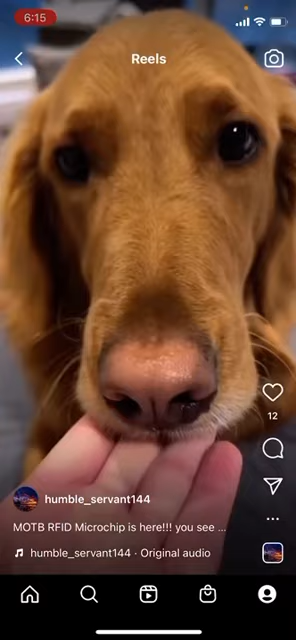 6:15
Reels
12
humble_servant144
MOTB RFID Microchip is here!!! you see ...
humble_servant144 · Original audio